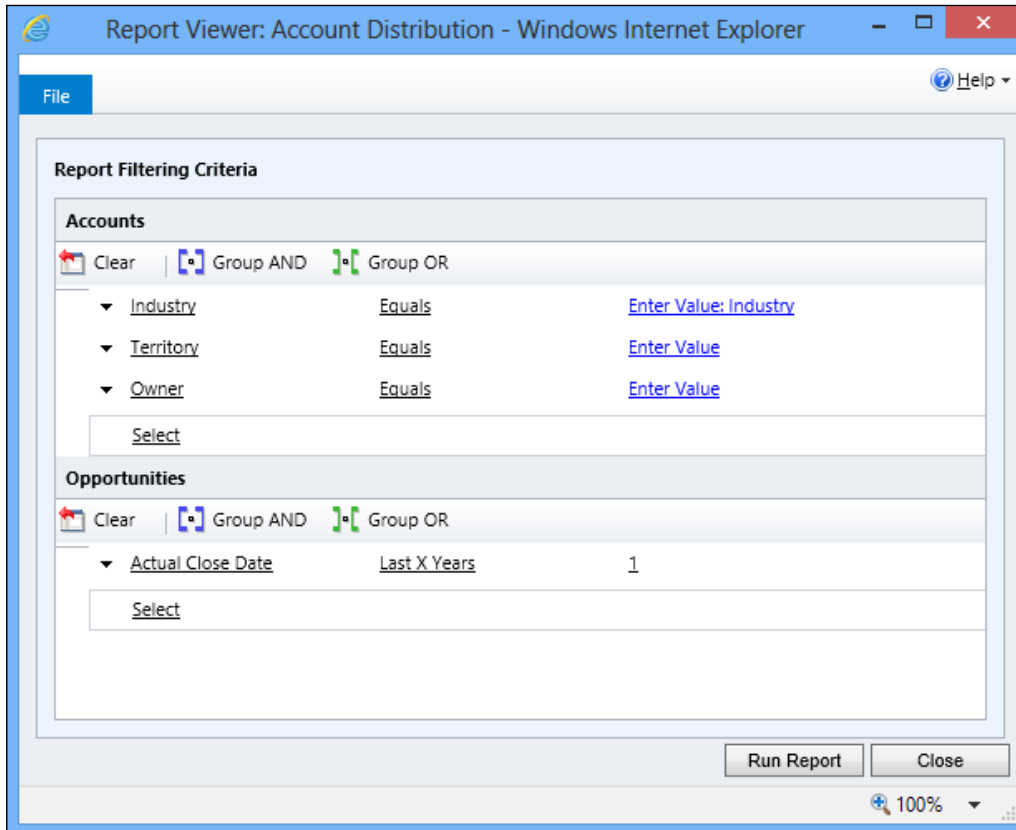 Report Viewer: Account Distribution - Windows Internet Explorer
File
Help
Report Filtering Criteria
Accounts
Clear Group AND Group OR
Industry Equals Enter Value: Industry
Territory Equals Enter Value
Owner Equals Enter Value
Select
Opportunities
Clear Group AND Group OR
Actual Close Date Last X Years 1
Select
Run Report Close
100%